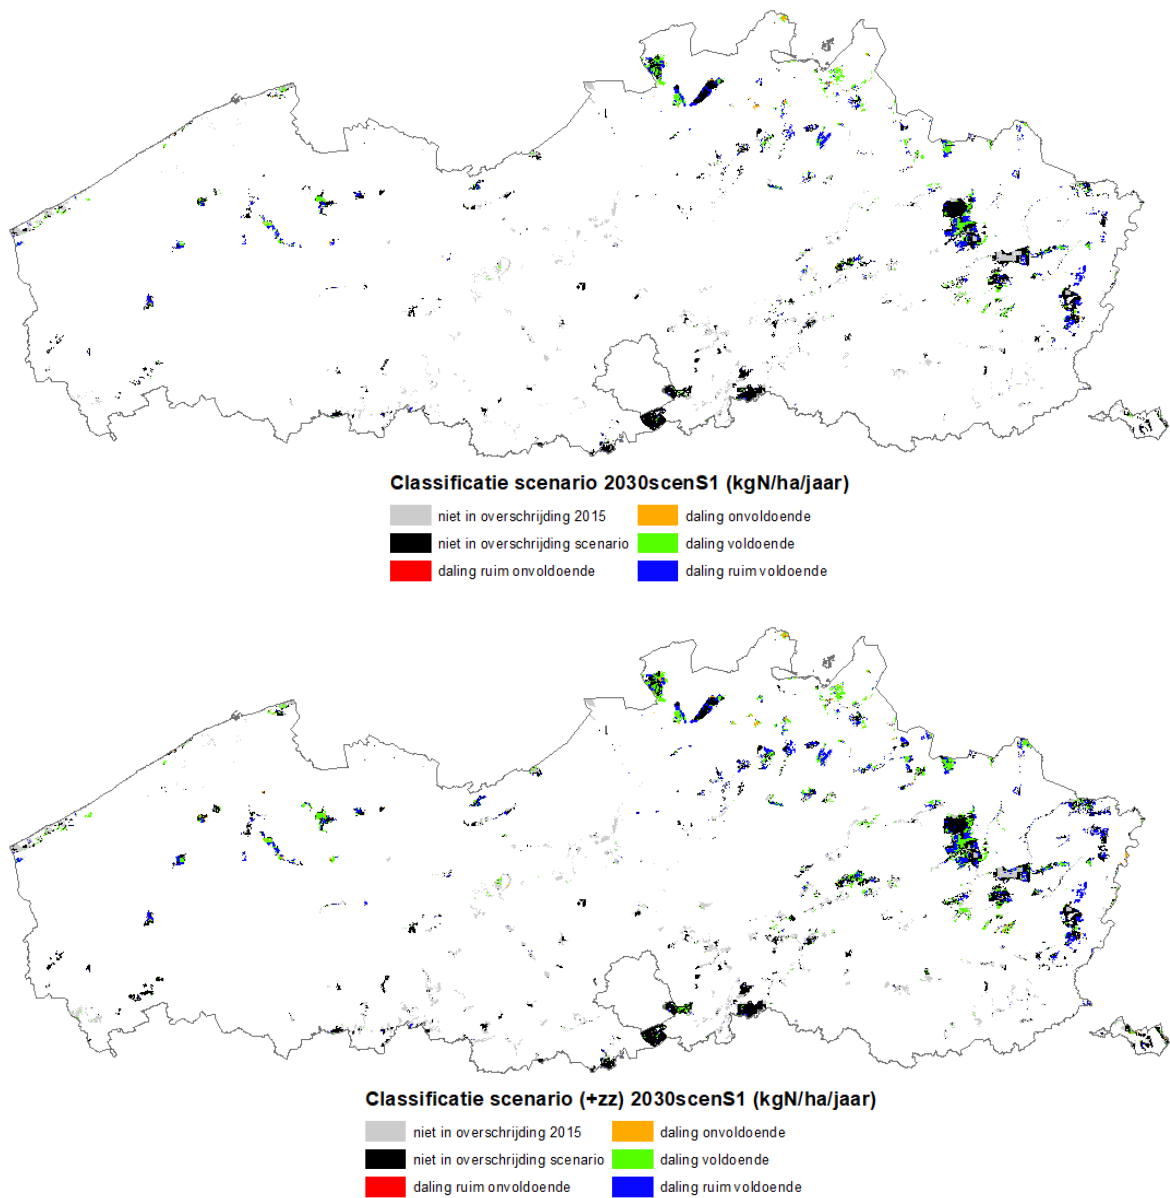 Classificatie scenario 2030scenS1 (kgN/ha/jaar)
niet in overschrijding 2015
daling onvoldoende
niet in overschrijding scenario
daling voldoende
daling ruim onvoldoende
daling ruim voldoende
Classificatie scenario (+zz) 2030scenS1 (kgN/ha/jaar)
niet in overschrijding 2015
daling onvoldoende
niet in overschrijding scenario
daling voldoende
daling ruim onvoldoende
daling ruim voldoende